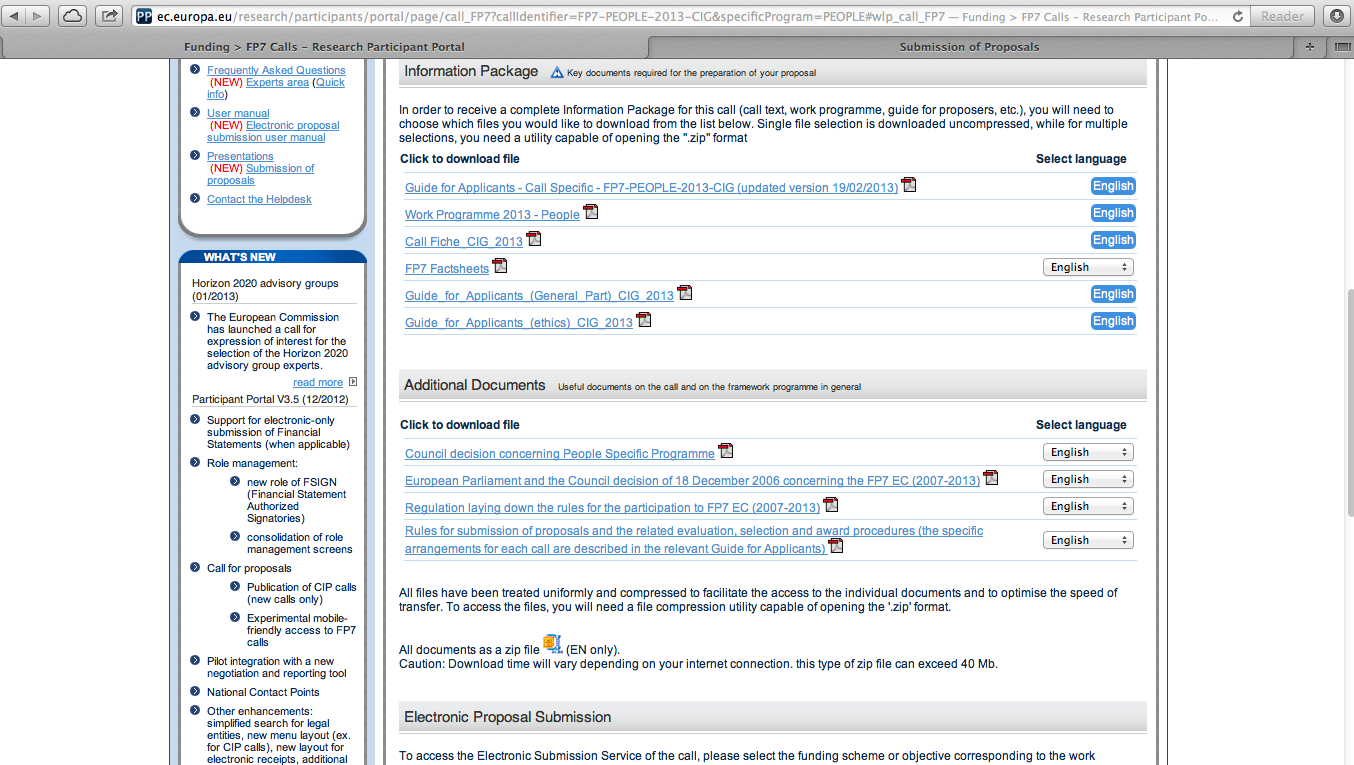 PP ec.europa.eu/research/participants/portal/page/call_FP7?callIdentifier=FP7-PEOPLE-2013-CIG&specificProgram=PEOPLE#wlp_call_FP7 — Funding > FP7 Calls - Research Participant Po... Reader
Funding > FP7 Calls - Research Participant Portal
Submission of Proposals
Frequently Asked Questions
(NEW) Experts area (Quick
info)
User manual
(NEW) Electronic proposal
submission user manual
Presentations
(NEW) Submission of
proposals
Contact the Helpdesk
WHAT'S NEW
Horizon 2020 advisory groups
(01/2013)
The European Commission
has launched a call for
expression of interest for the
selection of the Horizon 2020
advisory group experts.
read more
Participant Portal V3.5 (12/2012)
Support for electronic-only
submission of Financial
Statements (when applicable)
Role management:
new role of FSIGN
(Financial Statement
Authorized
Signatories)
consolidation of role
management screens
Call for proposals
Publication of CIP calls
(new calls only)
Experimental mobile-
friendly access to FP7
calls
Pilot integration with a new
negotiation and reporting tool
National Contact Points
Other enhancements:
simplified search for legal
entities, new menu layout (ex.
for CIP calls), new layout for
electronic receipts, additional
Information Package Key documents required for the preparation of your proposal
In order to receive a complete Information Package for this call (call text, work programme, guide for proposers, etc.), you will need to
choose which files you would like to download from the list below. Single file selection is downloaded uncompressed, while for multiple
selections, you need a utility capable of opening the ".zip" format
Click to download file Select language
Guide for Applicants - Call Specific - FP7-PEOPLE-2013-CIG (updated version 19/02/2013) English
Work Programme 2013 - People English
Call Fiche_CIG_2013 English
FP7 Factsheets English
Guide_for_Applicants_(General_Part)_CIG_2013 English
Guide_for_Applicants_(ethics)_CIG_2013 English
Additional Documents Useful documents on the call and on the framework programme in general
Click to download file Select language
Council decision concerning People Specific Programme English
European Parliament and the Council decision of 18 December 2006 concerning the FP7 EC (2007-2013) English
Regulation laying down the rules for the participation to FP7 EC (2007-2013) English
Rules for submission of proposals and the related evaluation, selection and award procedures (the specific
arrangements for each call are described in the relevant Guide for Applicants) English
All files have been treated uniformly and compressed to facilitate the access to the individual documents and to optimise the speed of
transfer. To access the files, you will need a file compression utility capable of opening the '.zip' format.
All documents as a zip file (EN only).
Caution: Download time will vary depending on your internet connection. this type of zip file can exceed 40 Mb.
Electronic Proposal Submission
To access the Electronic Submission Service of the call, please select the funding scheme or objective corresponding to the work